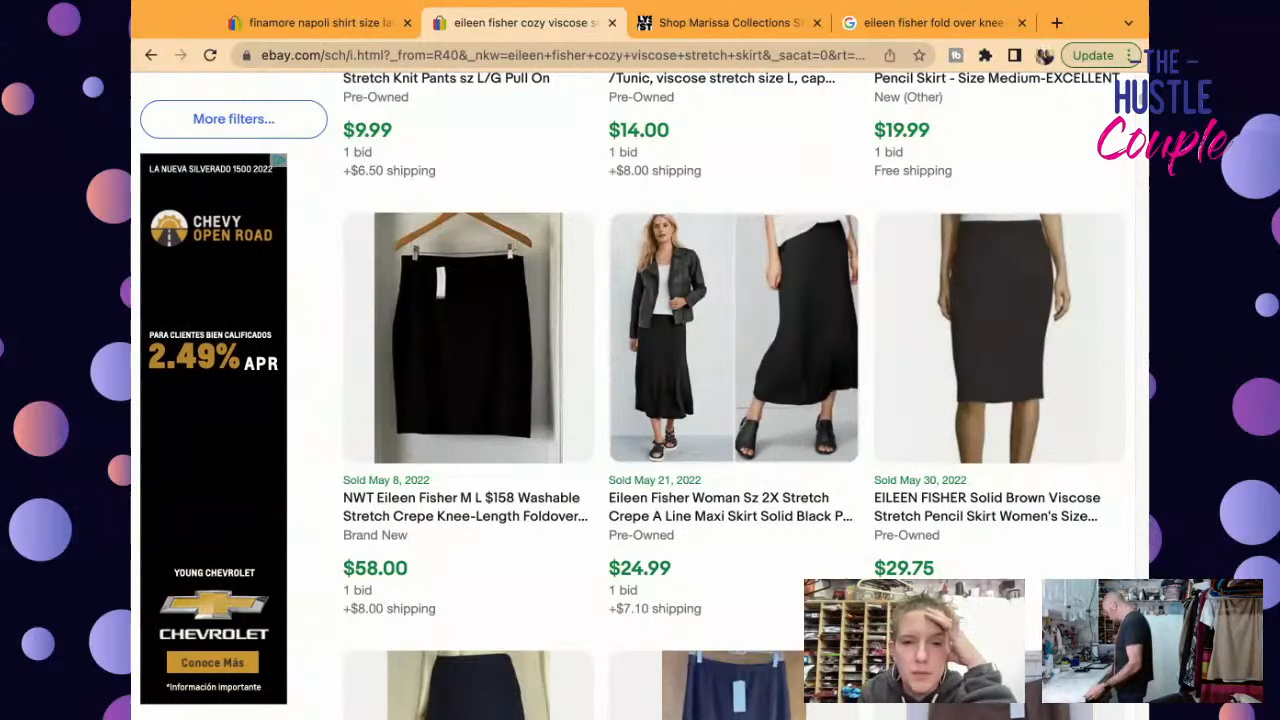 finamore napoli shirt size la
eileen fisher cozy viscose s
LYST
Shop Marissa Collections S
eileen fisher fold over knee
ebay.com/sch/i.html?_from=R40&_nkw=eileen+fisher+cozy+viscose+stretch+skirt&_sacat=0&rt=...
Update
THE
HUSTLE
Couple
More filters...
Stretch Knit Pants sz L/G Pull On
Pre-Owned
$9.99
1 bid
+$6.50 shipping
/Tunic, viscose stretch size L, cap...
Pre-Owned
$14.00
1 bid
+$8.00 shipping
Pencil Skirt - Size Medium-EXCELLENT
New (Other)
$19.99
1 bid
Free shipping
LA NUEVA SILVERADO 1500 2022
CHEVY
OPEN ROAD
PARA CLIENTES BIEN CALIFICADOS
2.49% APR
YOUNG CHEVROLET
CHEVROLET
Conoce Más
*Información importante
Sold May 8, 2022
NWT Eileen Fisher M L $158 Washable
Stretch Crepe Knee-Length Foldover...
Brand New
$58.00
1 bid
+$8.00 shipping
Sold May 21, 2022
Eileen Fisher Woman Sz 2X Stretch
Crepe A Line Maxi Skirt Solid Black P...
Pre-Owned
$24.99
1 bid
+$7.10 shipping
Sold May 30, 2022
EILEEN FISHER Solid Brown Viscose
Stretch Pencil Skirt Women's Size...
Pre-Owned
$29.75